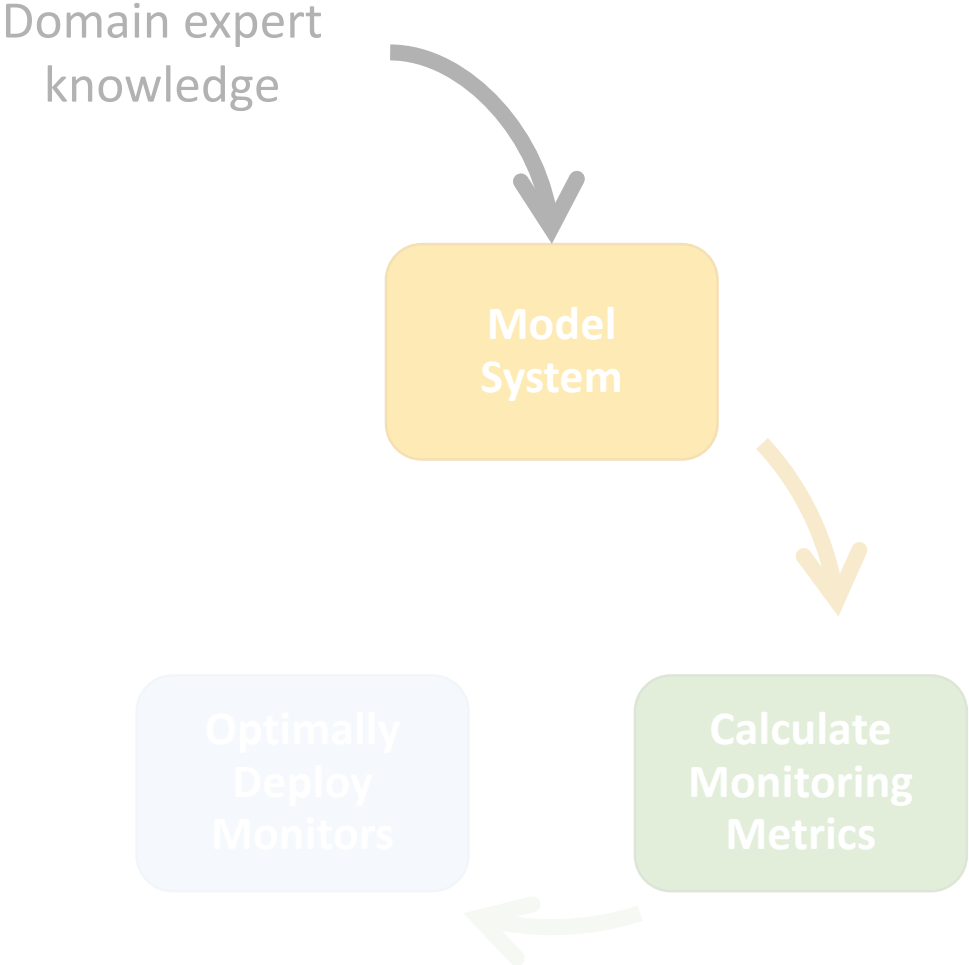 Domain expert
knowledge
Model
System
Calculate
Monitoring
Metrics
Optimally
Deploy
Monitors